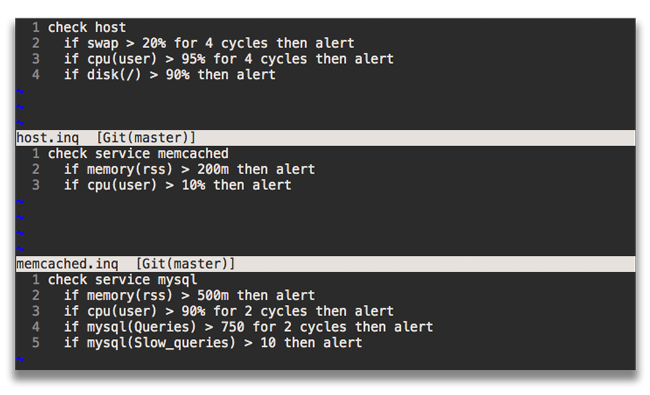 1 check host
2   if swap > 20% for 4 cycles then alert
3   if cpu(user) > 95% for 4 cycles then alert
4   if disk(/) > 90% then alert
~
~
~
host.inq  [Git(master)]
1 check service memcached
2   if memory(rss) > 200m then alert
3   if cpu(user) > 10% then alert
~
~
~
~
memcached.inq  [Git(master)]
1 check service mysql
2   if memory(rss) > 500m then alert
3   if cpu(user) > 90% for 2 cycles then alert
4   if mysql(Queries) > 750 for 2 cycles then alert
5   if mysql(Slow_queries) > 10 then alert
~